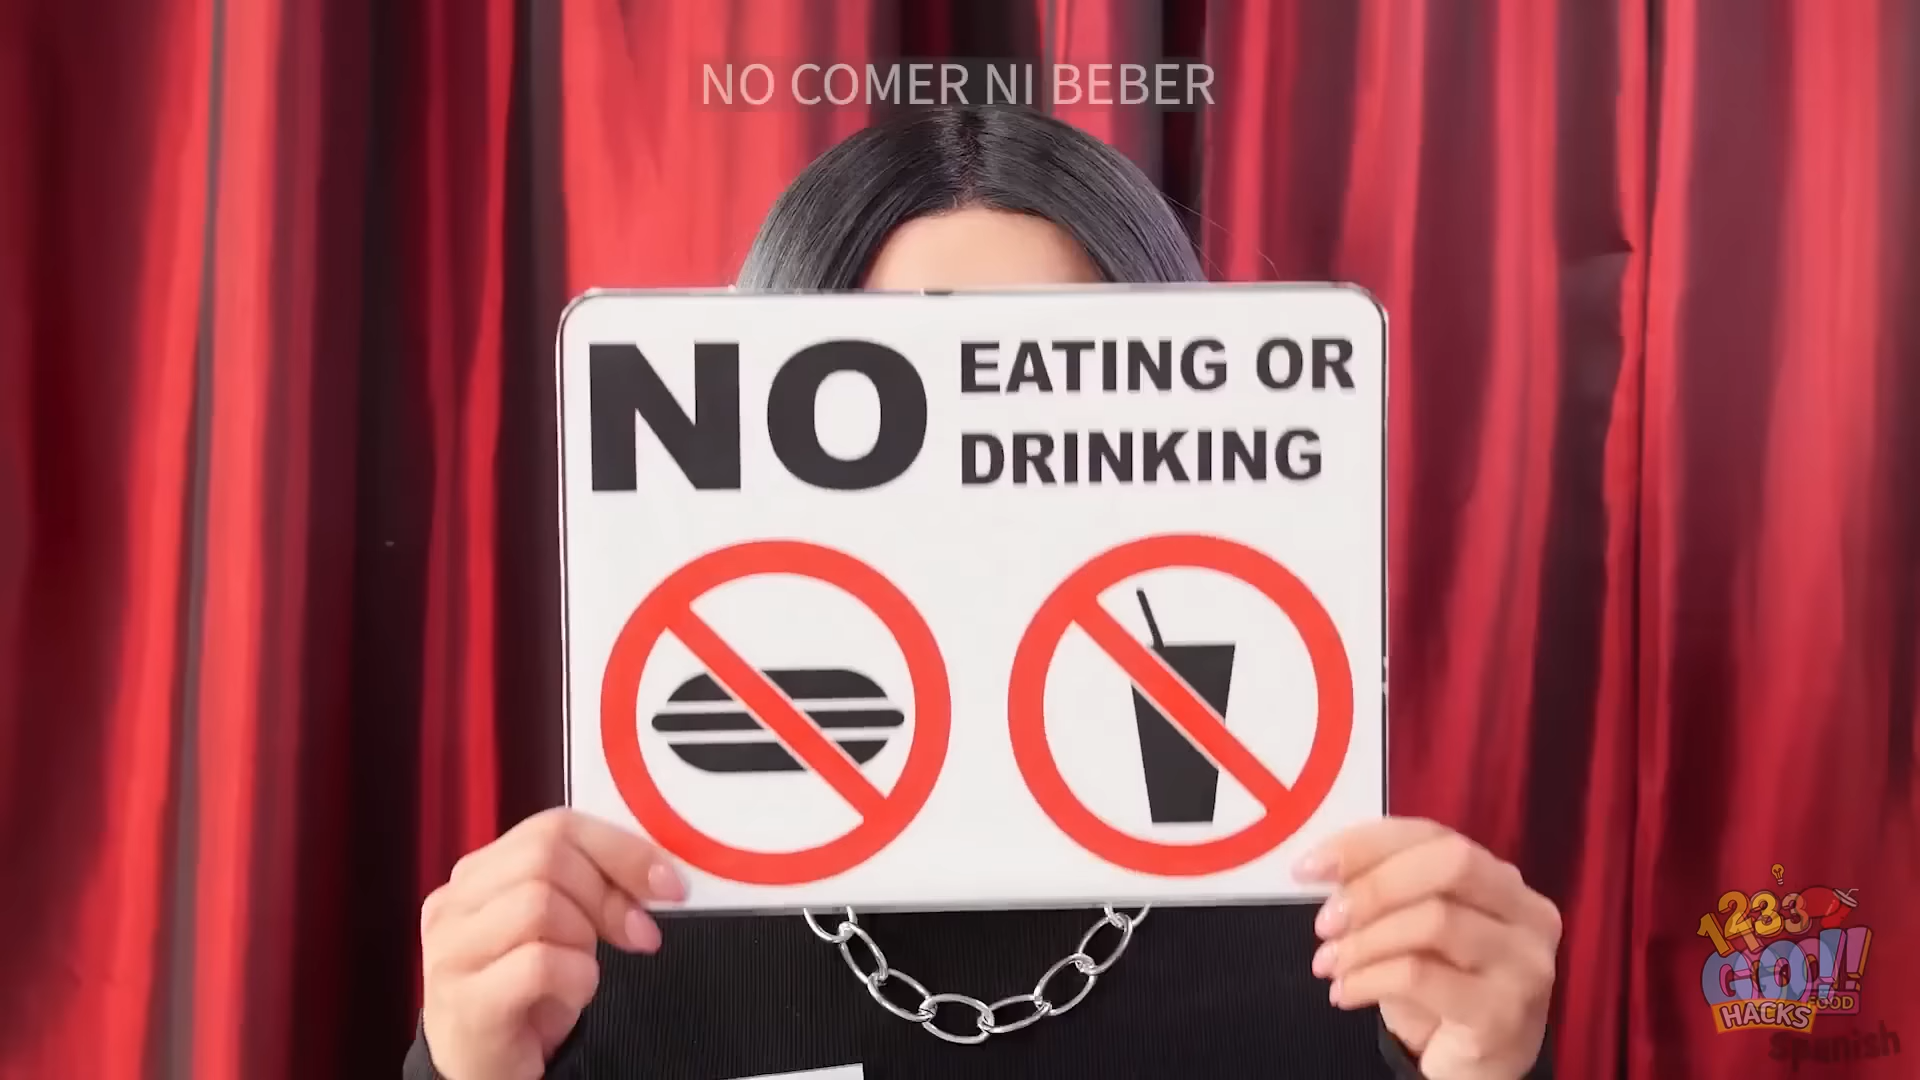 NO COMER NI BEBER
NO EATING OR
DRINKING
123
GO!
HACKS
FOOD
Spanish